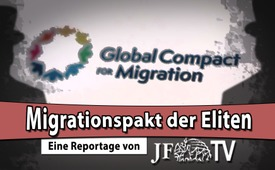 Global Compact
FOR Migration
Migrationspakt der Eliten
Eine Reportage von
JF TV